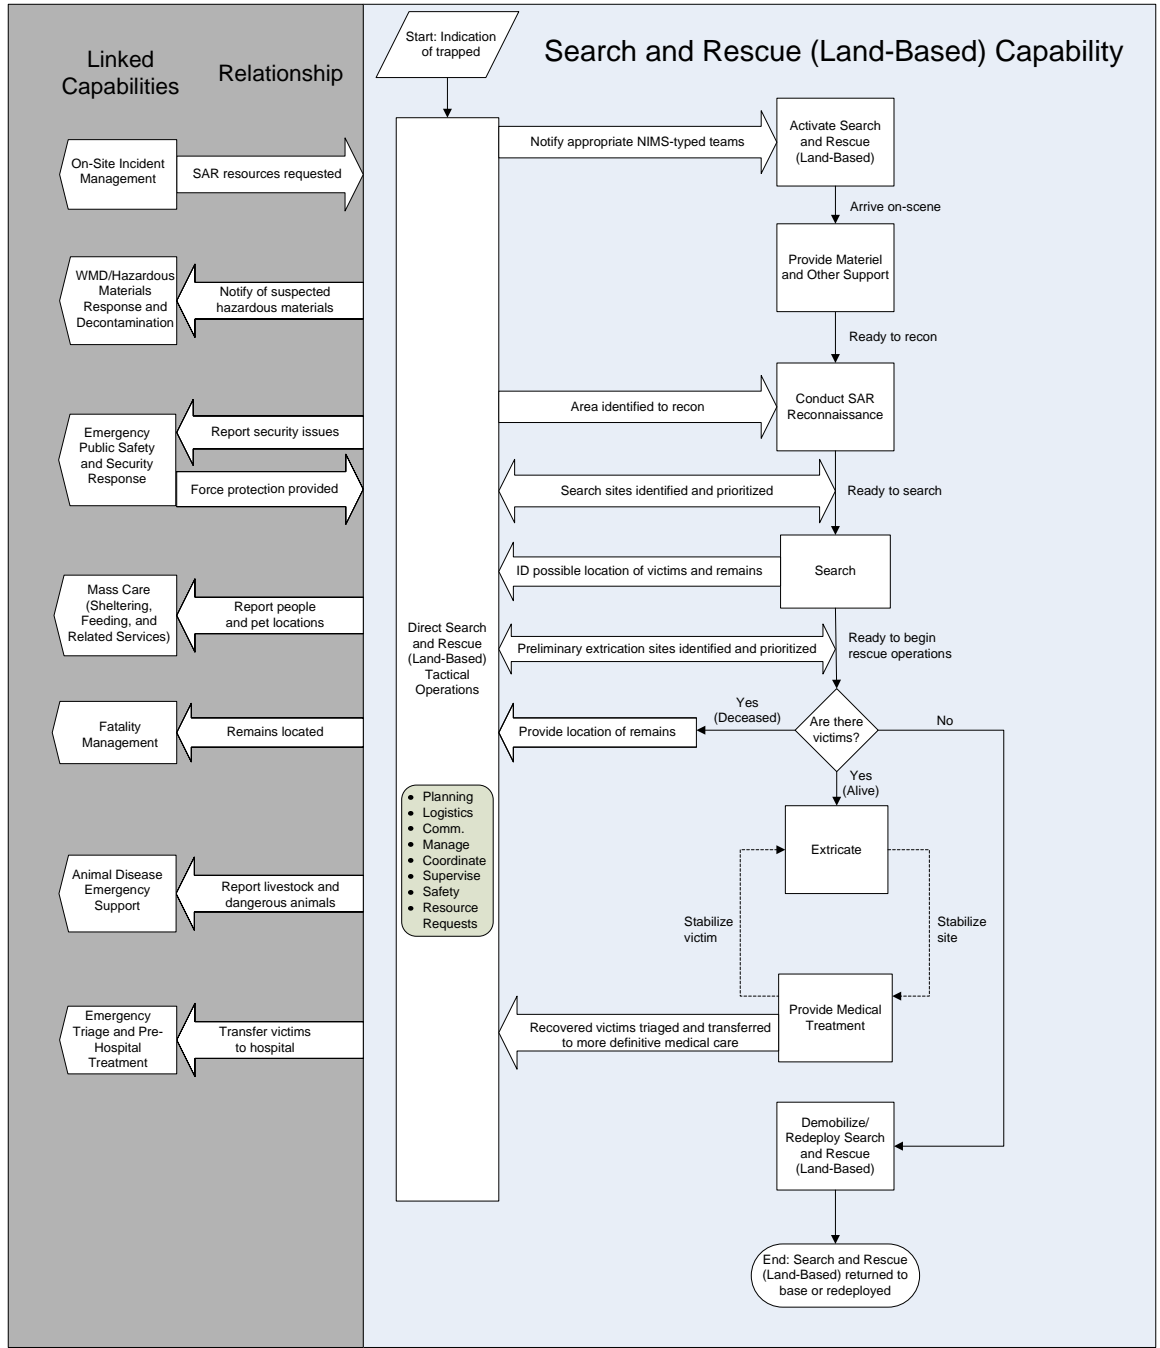 Search and Rescue (Land-Based) Capability
Linked
Capabilities
Relationship
Start: Indication
of trapped
On-Site Incident
Management
SAR resources requested
WMD/Hazardous
Materials
Response and
Decontamination
Notify of suspected
hazardous materials
Emergency
Public Safety
and Security
Response
Report security issues
Force protection provided
Mass Care
(Sheltering,
Feeding, and
Related Services)
Report people
and pet locations
Fatality
Management
Remains located
Animal Disease
Emergency
Support
Report livestock and
dangerous animals
Emergency
Triage and Pre-
Hospital
Treatment
Transfer victims
to hospital
Direct Search
and Rescue
(Land-Based)
Tactical
Operations
• Planning
• Logistics
• Comm.
• Manage
• Coordinate
• Supervise
• Safety
• Resource
Requests
Notify appropriate NIMS-typed teams
Activate Search
and Rescue
(Land-Based)
Arrive on-scene
Provide Materiel
and Other Support
Ready to recon
Area identified to recon
Conduct SAR
Reconnaissance
Search sites identified and prioritized
Ready to search
ID possible location of victims and remains
Search
Preliminary extrication sites identified and prioritized
Ready to begin
rescue operations
Provide location of remains
Yes
(Deceased)
Are there
victims?
No
Yes
(Alive)
Extricate
Stabilize
victim
Stabilize
site
Provide Medical
Treatment
Recovered victims triaged and transferred
to more definitive medical care
Demobilize/
Redeploy Search
and Rescue
(Land-Based)
End: Search and Rescue
(Land-Based) returned to
base or redeployed